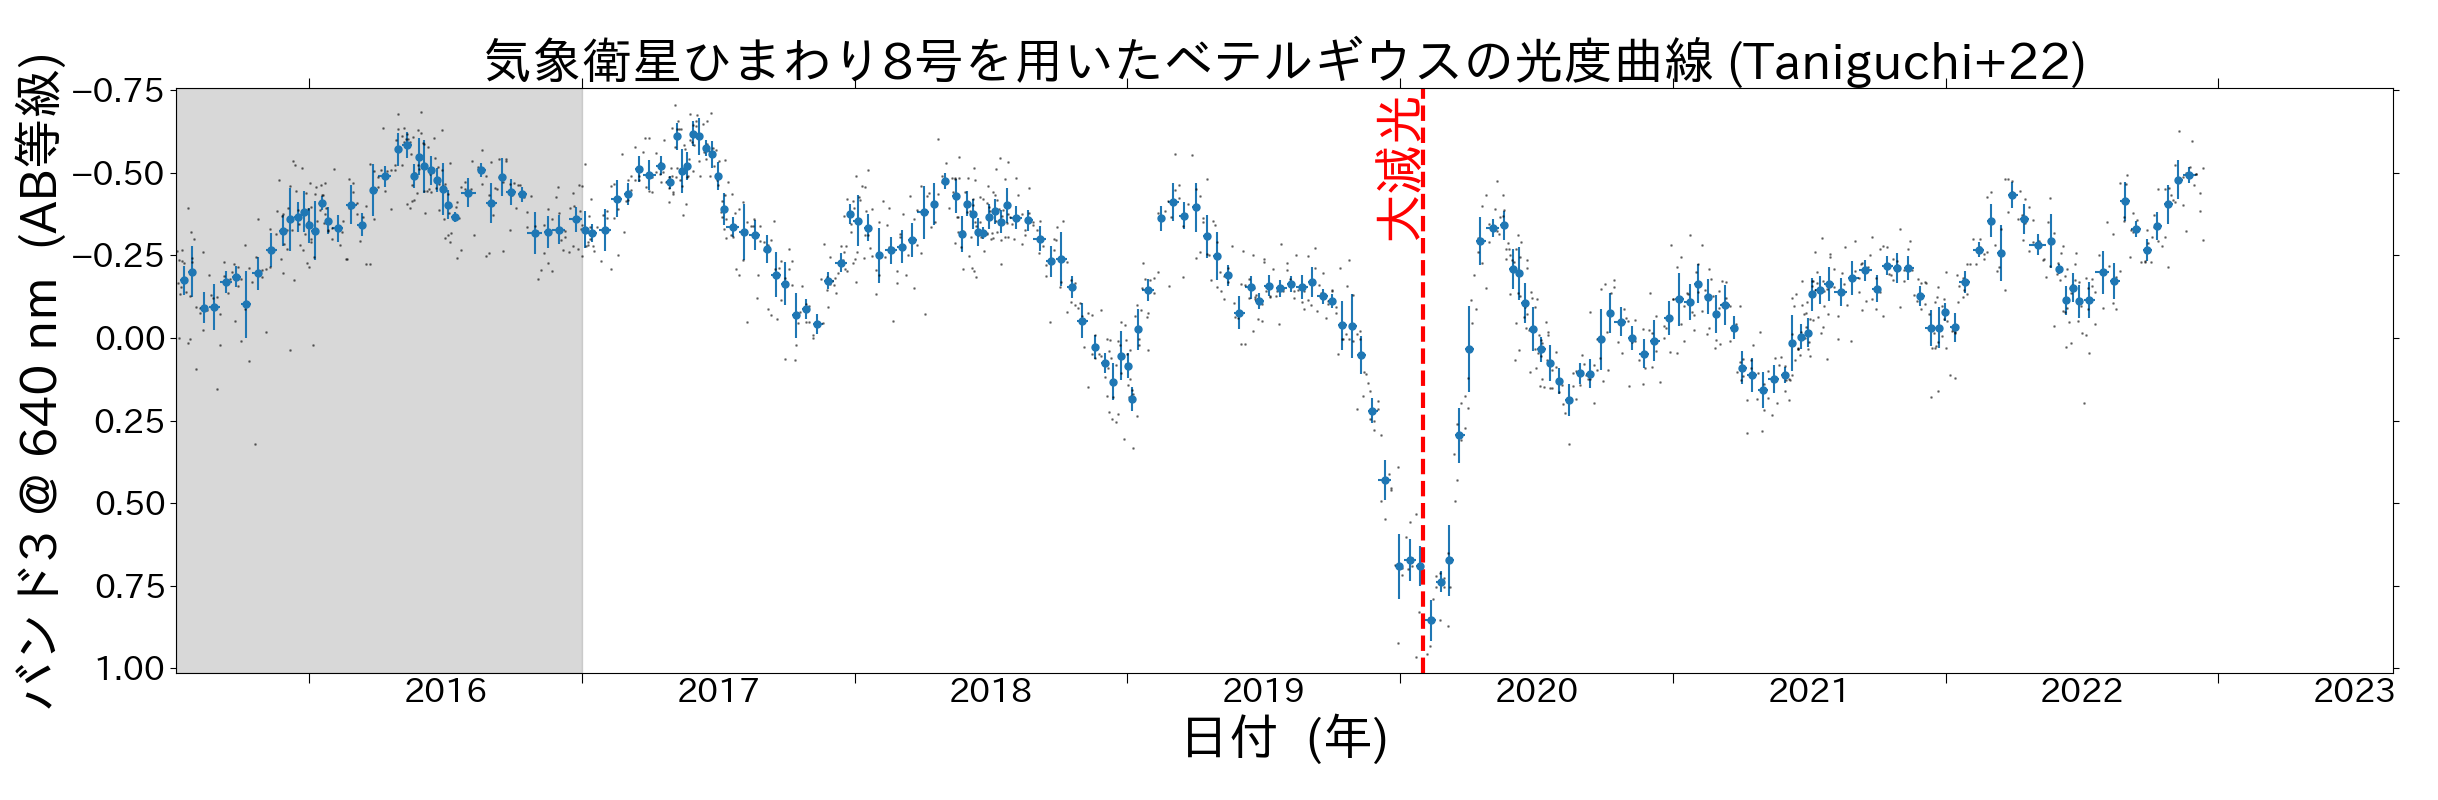 気象衛星ひまわり8号を用いたベテルギウスの光度曲線 (Taniguchi+22)
バンド3 @ 640 nm (AB等級)
−0.75
−0.50
−0.25
0.00
0.25
0.50
0.75
1.00
大減光
2016 2017 2018 2019 2020 2021 2022 2023
日付 (年)